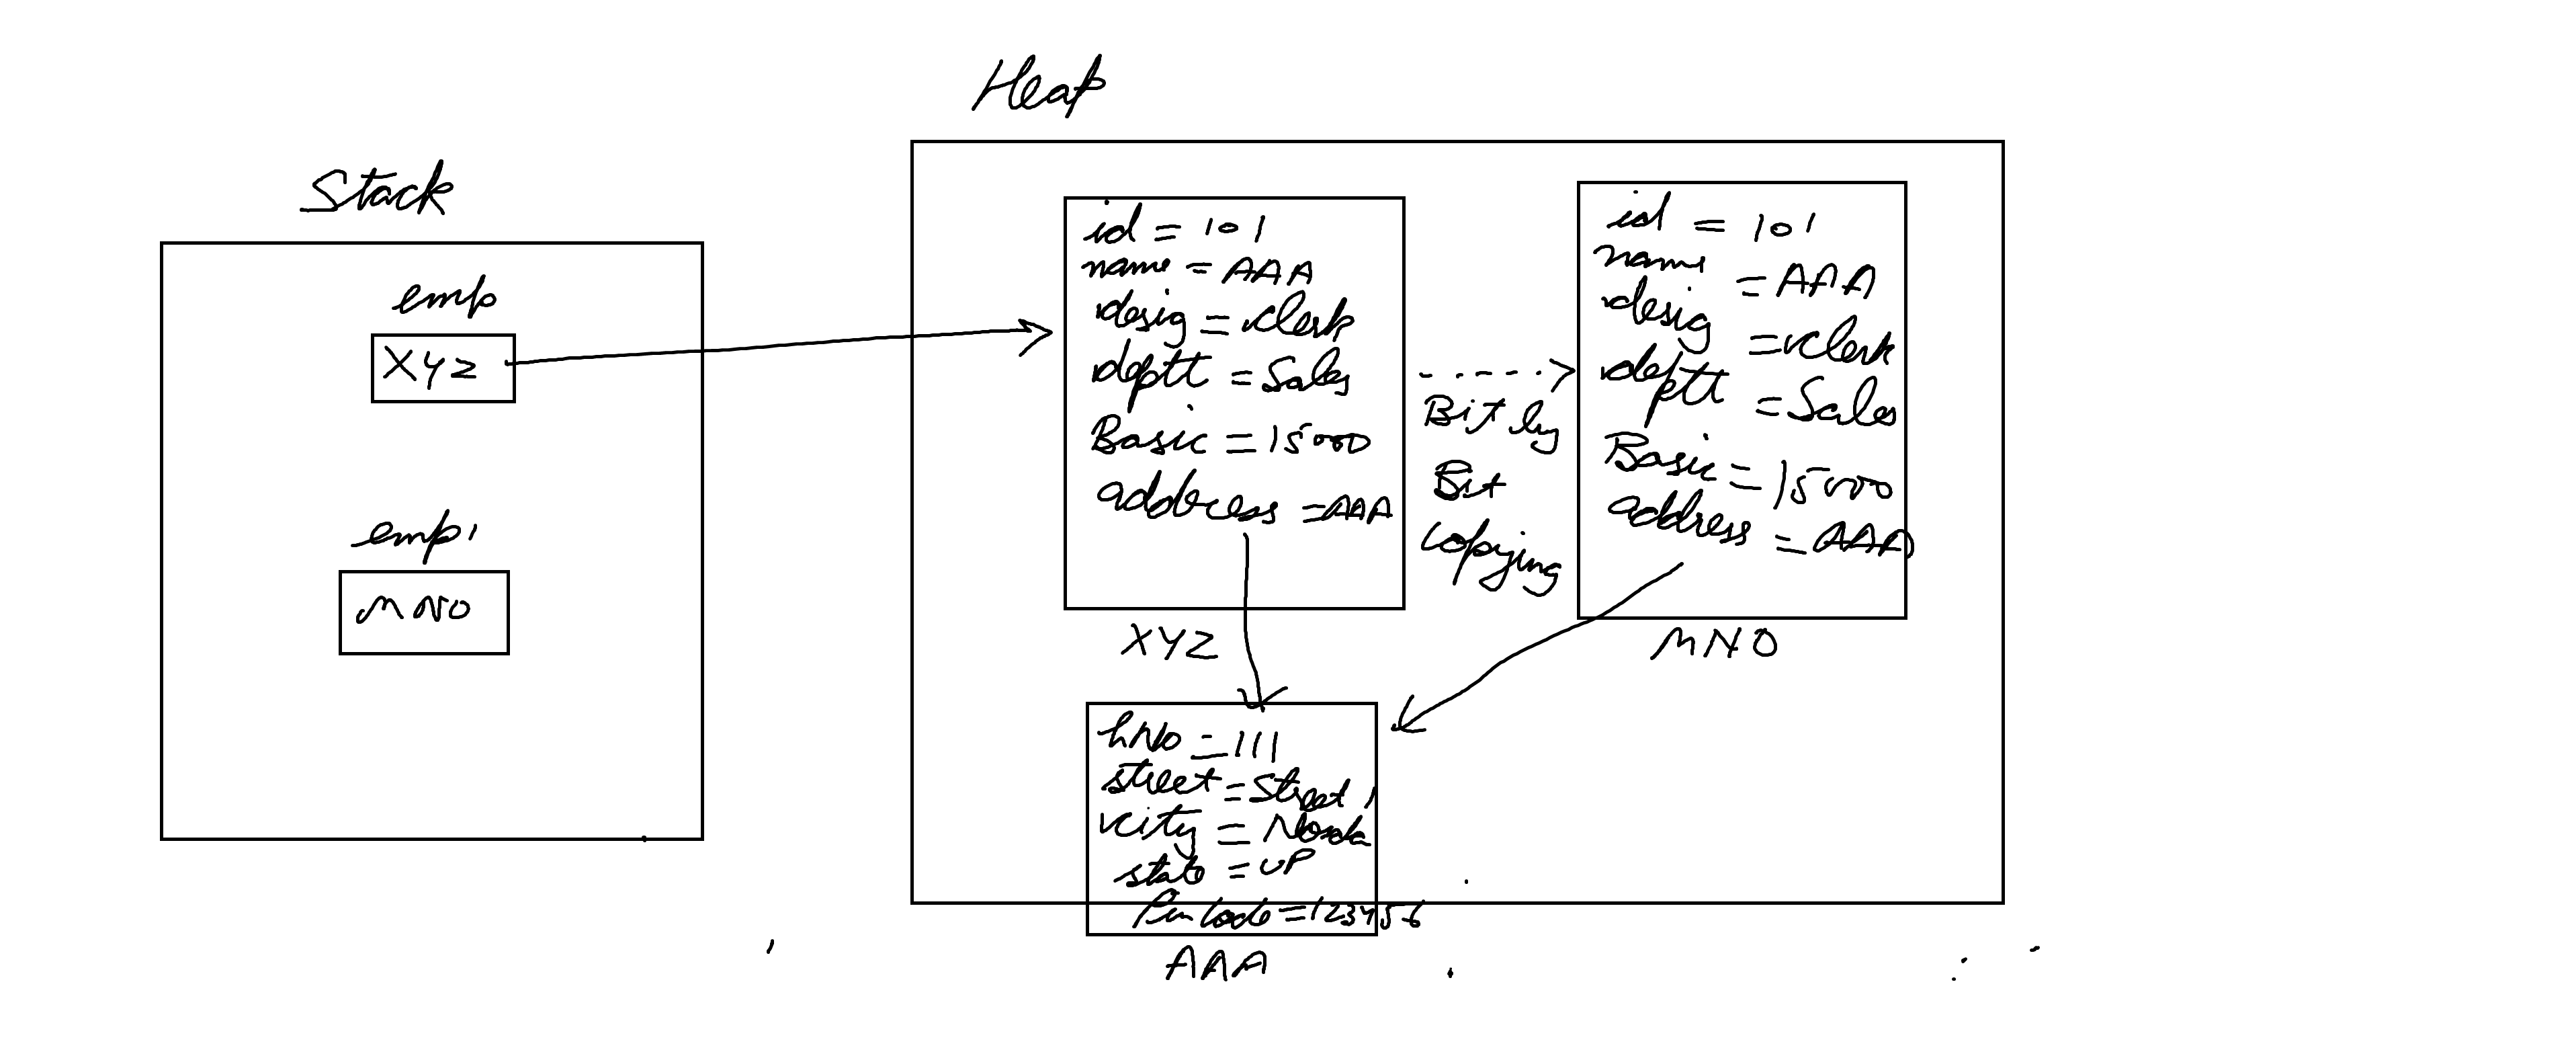 Heap
Stack
emp
XYZ
emp1
MNO
id = 101
name = AAA
desig = clerk
deptt = Sales
Basic = 15000
address = AAA
XYZ
Bit by
Bit
Copying
id = 101
name = AAA
desig = clerk
deptt = Sales
Basic = 15000
address = AAA
MNO
hNo = 111
street = Street 1
city = Noida
state = UP
Pin Code = 123456
AAA